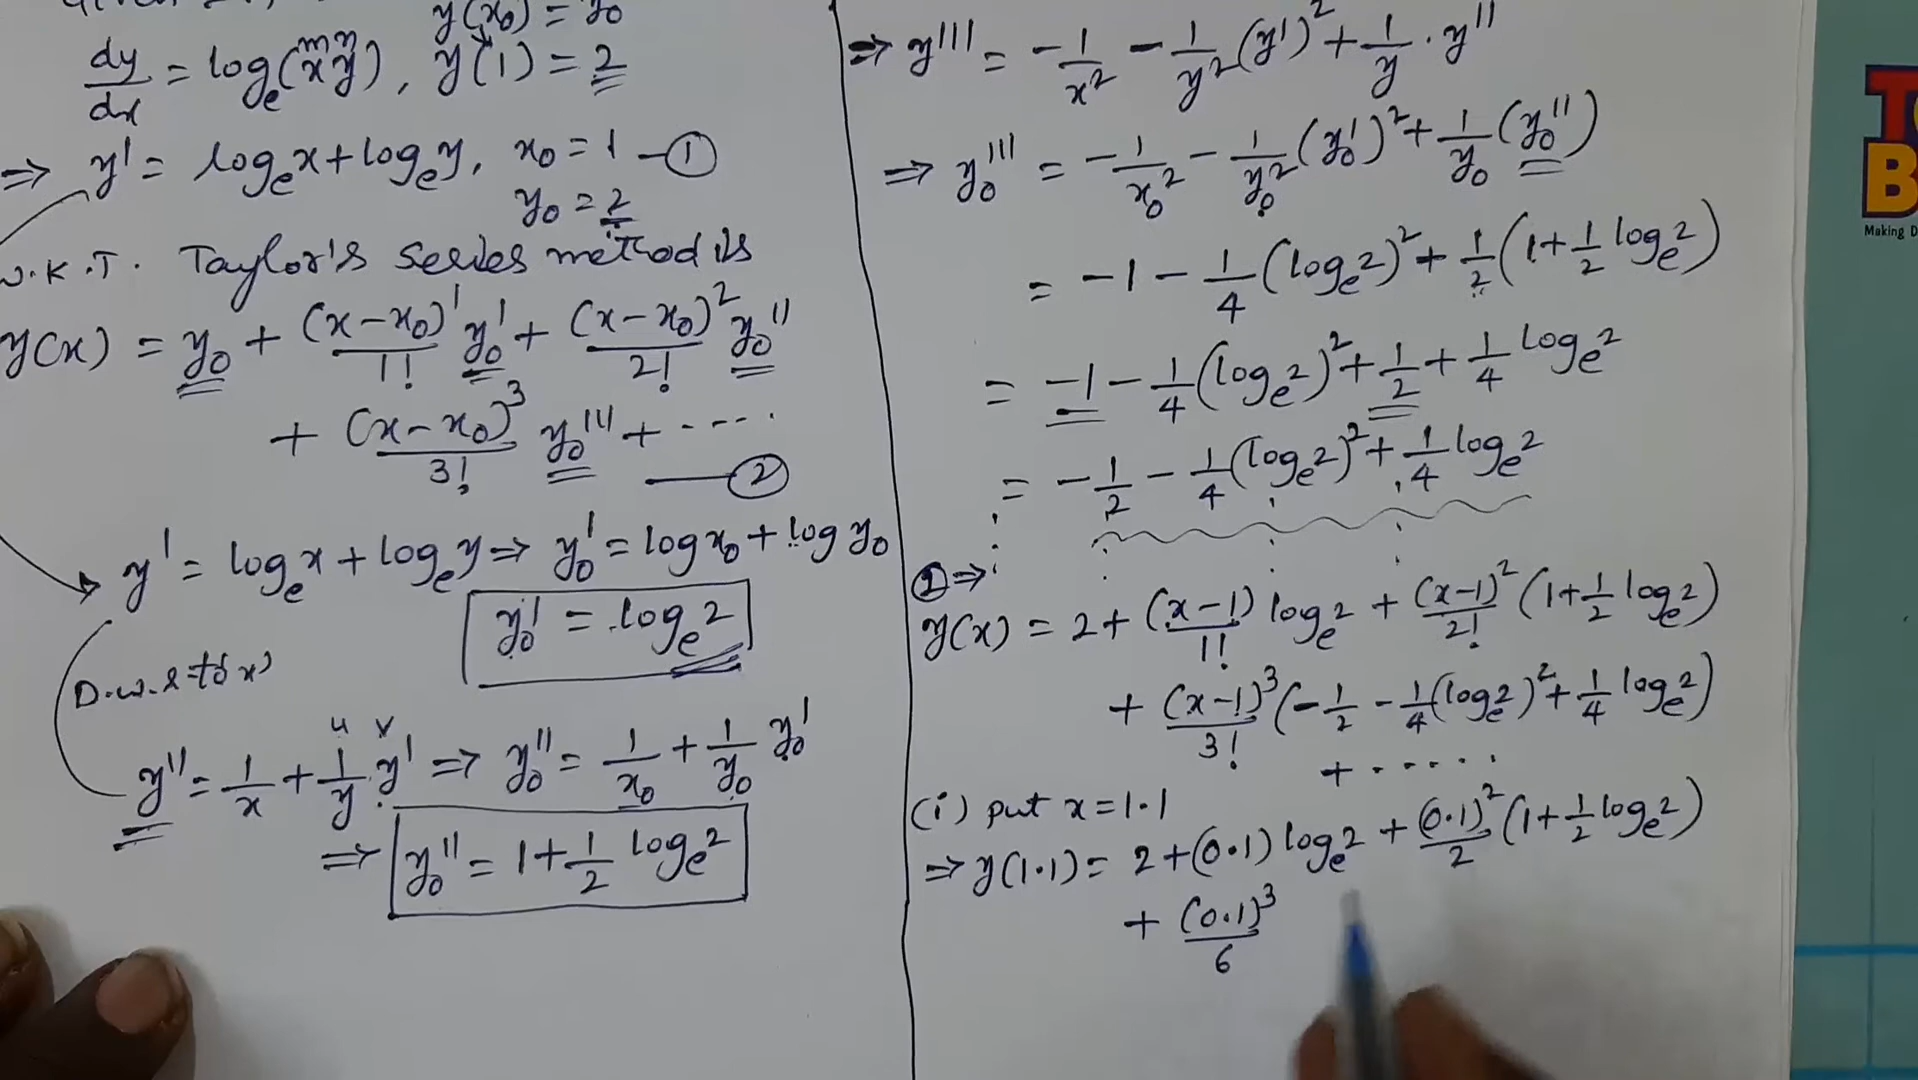 y(x₀) = y₀
dy/dx = logₑ(xᵐyⁿ), y(1) = 2
⇒ y' = logₑx + logₑy, x₀ = 1 —①
y₀ = 2
W.K.T. Taylor's series method is
y(x) = y₀ + (x-x₀)¹/1! y₀' + (x-x₀)²/2! y₀''
+ (x-x₀)³/3! y₀''' + ----
—②
y' = logₑx + logₑy ⇒ y₀' = log x₀ + log y₀
y₀' = logₑ2
D.w.r.to 'x'
u v
y'' = 1/x + 1/y · y' ⇒ y₀'' = 1/x₀ + 1/y₀ y₀'
⇒ y₀'' = 1 + 1/2 logₑ2
⇒ y''' = -1/x² - 1/y² (y')² + 1/y · y''
⇒ y₀''' = -1/x₀² - 1/y₀² (y₀')² + 1/y₀ (y₀'')
= -1 - 1/4 (logₑ2)² + 1/2 (1 + 1/2 logₑ2)
= -1 - 1/4 (logₑ2)² + 1/2 + 1/4 logₑ2
= -1/2 - 1/4 (logₑ2)² + 1/4 logₑ2
② ⇒
y(x) = 2 + (x-1)/1! logₑ2 + (x-1)²/2! (1 + 1/2 logₑ2)
+ (x-1)³/3! (-1/2 - 1/4 (logₑ2)² + 1/4 logₑ2)
+ ·····
(i) put x = 1.1
⇒ y(1.1) = 2 + (0.1) logₑ2 + (0.1)²/2 (1 + 1/2 logₑ2)
+ (0.1)³/6
Making